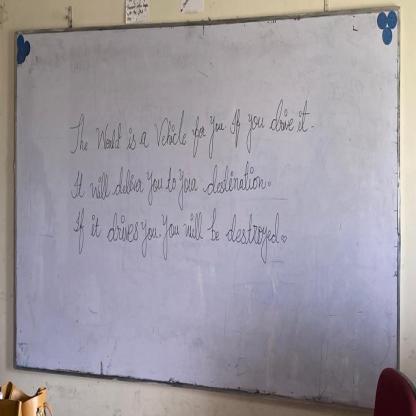 The World is a Vehicle for you If you drive it.
It will deliver you to your destination.
If it drives you. You will be destroyed.